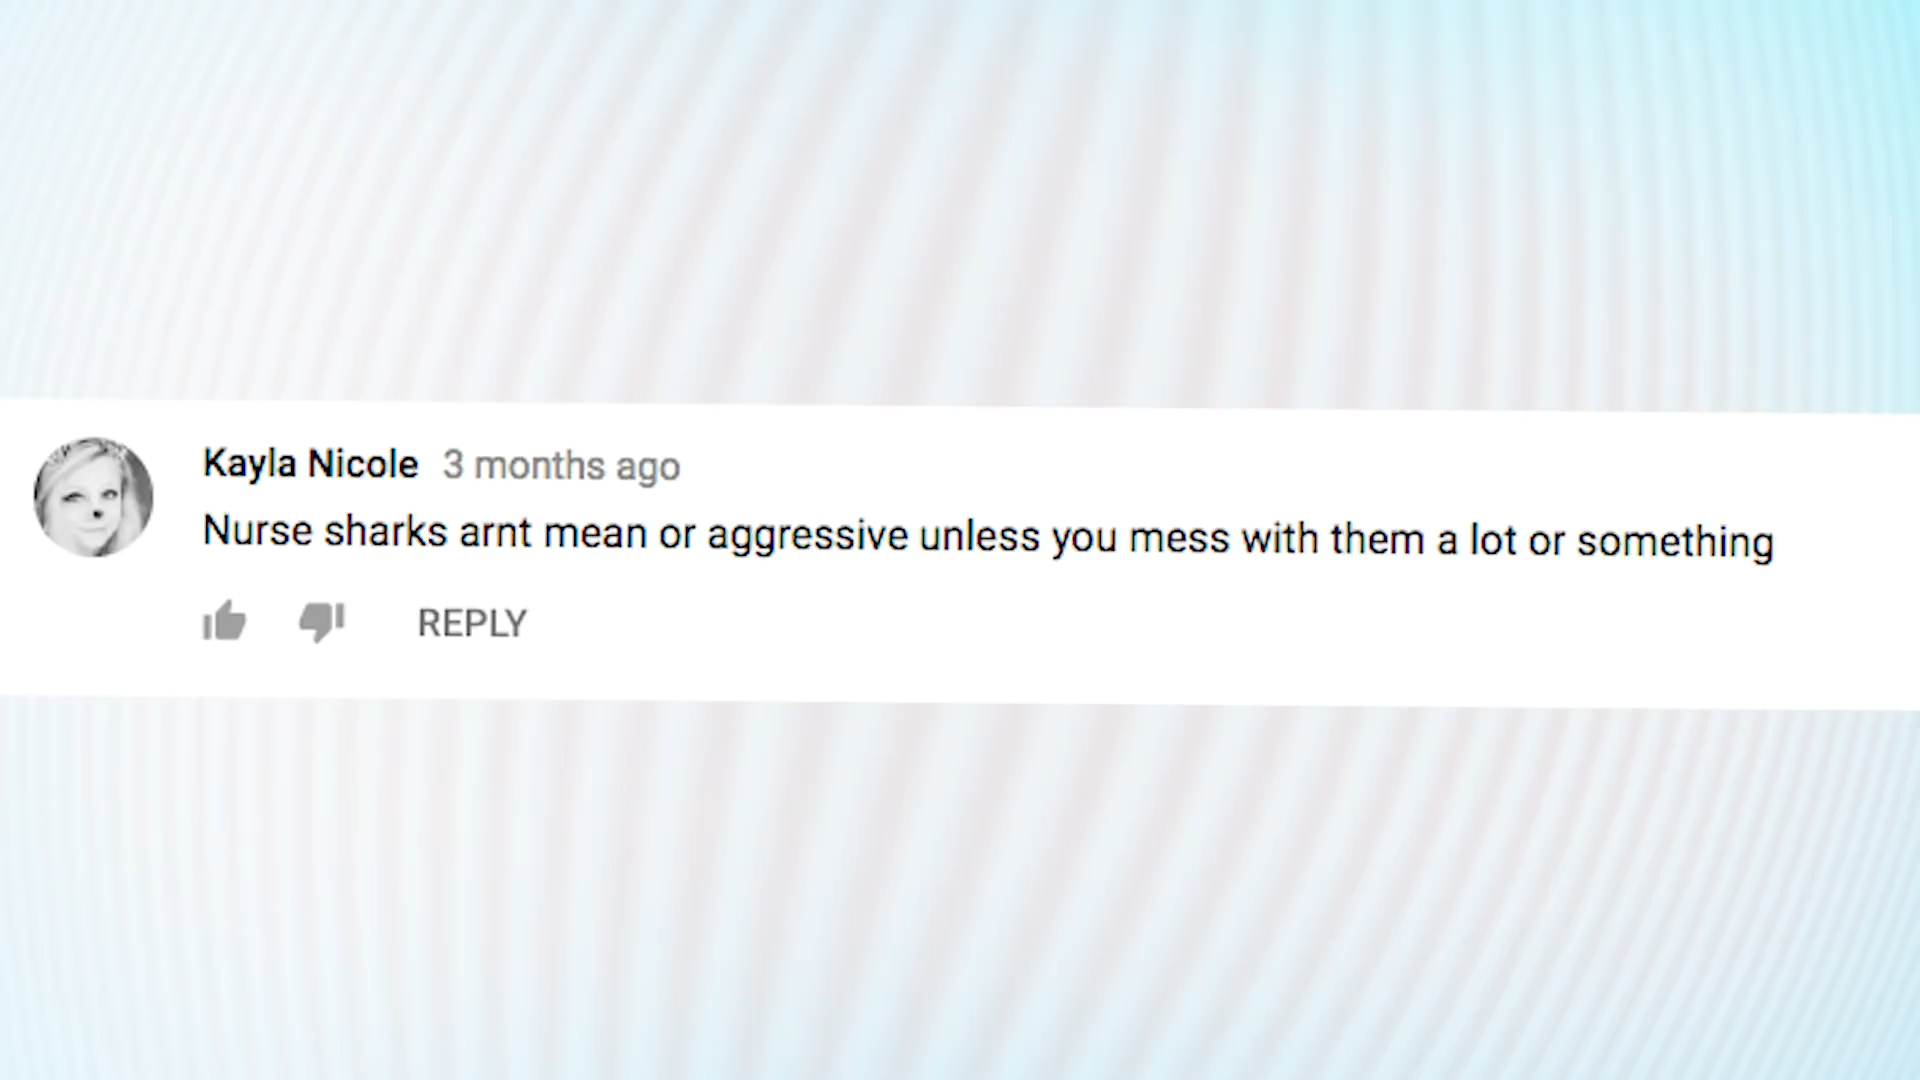 Kayla Nicole 3 months ago
Nurse sharks arnt mean or aggressive unless you mess with them a lot or something
REPLY